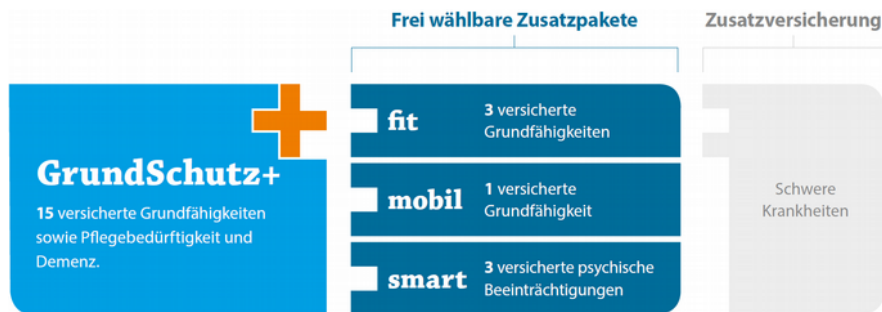 Frei wählbare Zusatzpakete
Zusatzversicherung
GrundSchutz+
15 versicherte Grundfähigkeiten
sowie Pflegebedürftigkeit und
Demenz.
fit
3 versicherte
Grundfähigkeiten
mobil
1 versicherte
Grundfähigkeit
smart
3 versicherte psychische
Beeinträchtigungen
Schwere
Krankheiten